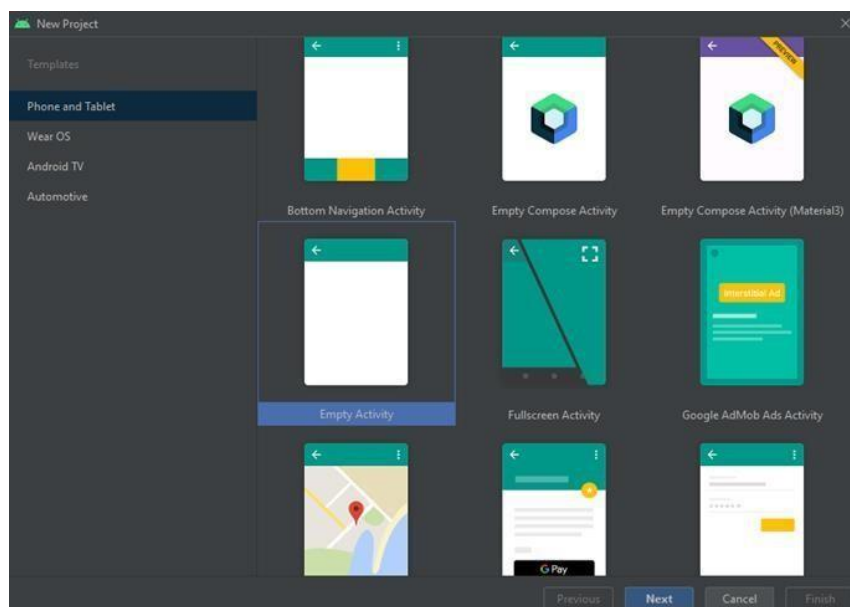 New Project
Templates
Phone and Tablet
Wear OS
Android TV
Automotive
PREVIEW
Bottom Navigation Activity
Empty Compose Activity
Empty Compose Activity (Material3)
Interstitial Ad
Empty Activity
Fullscreen Activity
Google AdMob Ads Activity
G Pay
Previous
Next
Cancel
Finish